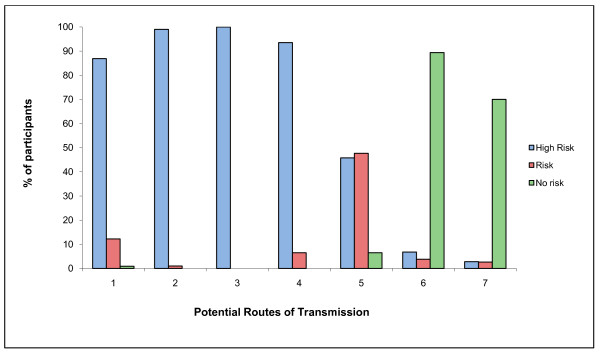 100
90
80
70
60
50
40
30
20
10
0
% of participants
1 2 3 4 5 6 7
Potential Routes of Transmission
High Risk
Risk
No risk